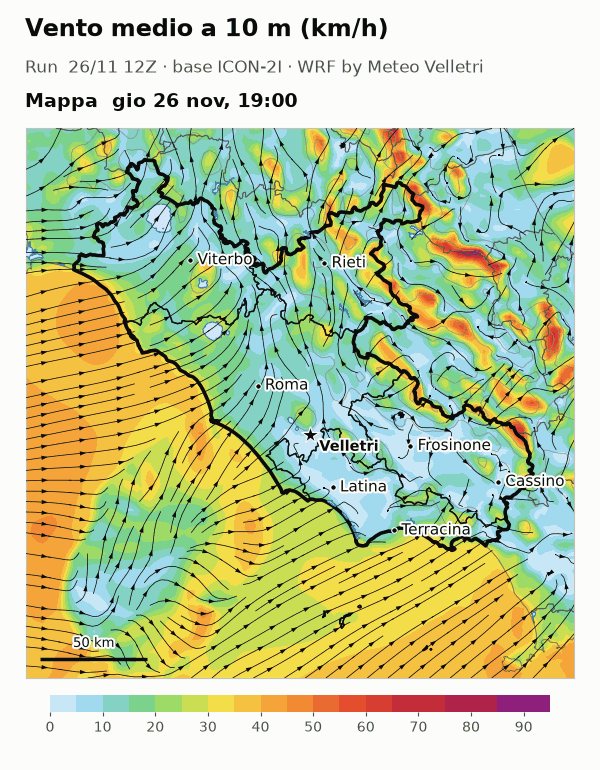 Vento medio a 10 m (km/h)
Run  26/11 12Z · base ICON-2I · WRF by Meteo Velletri
Mappa  gio 26 nov, 19:00
Viterbo
Rieti
Roma
Velletri
Frosinone
Cassino
Latina
Terracina
50 km
0 10 20 30 40 50 60 70 80 90